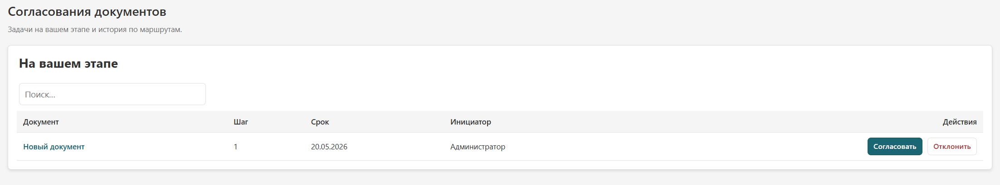 Согласования документов
Задачи на вашем этапе и история по маршрутам.
На вашем этапе
Поиск...
Документ Шаг Срок Инициатор Действия
Новый документ 1 20.05.2026 Администратор Согласовать Отклонить